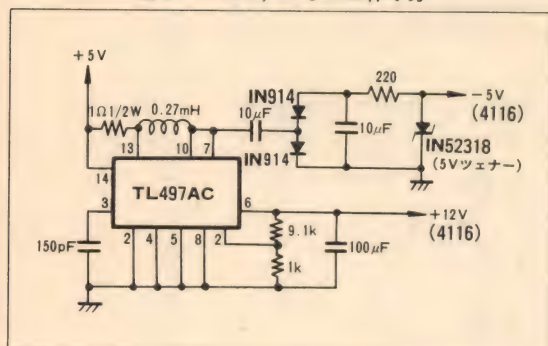 +5V
1Ω1/2W
0.27mH
10μF
IN914
IN914
220
-5V
(4116)
10μF
IN52318
(5Vツェナー)
13
10
7
14
TL497AC
3
6
+12V
(4116)
9.1k
1k
100μF
150pF
2
4
5
8
2